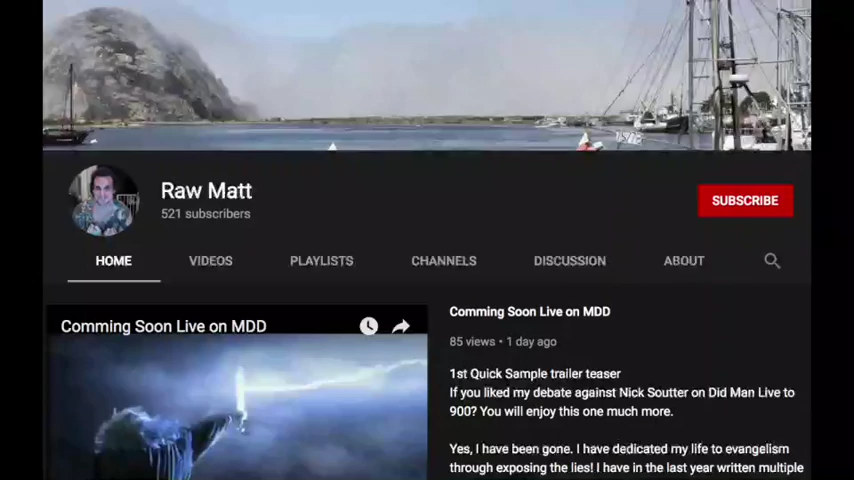 Raw Matt
521 subscribers
SUBSCRIBE
HOME VIDEOS PLAYLISTS CHANNELS DISCUSSION ABOUT
Comming Soon Live on MDD
Comming Soon Live on MDD
85 views • 1 day ago
1st Quick Sample trailer teaser
If you liked my debate against Nick Soutter on Did Man Live to
900? You will enjoy this one much more.
Yes, I have been gone. I have dedicated my life to evangelism
through exposing the lies! I have in the last year written multiple